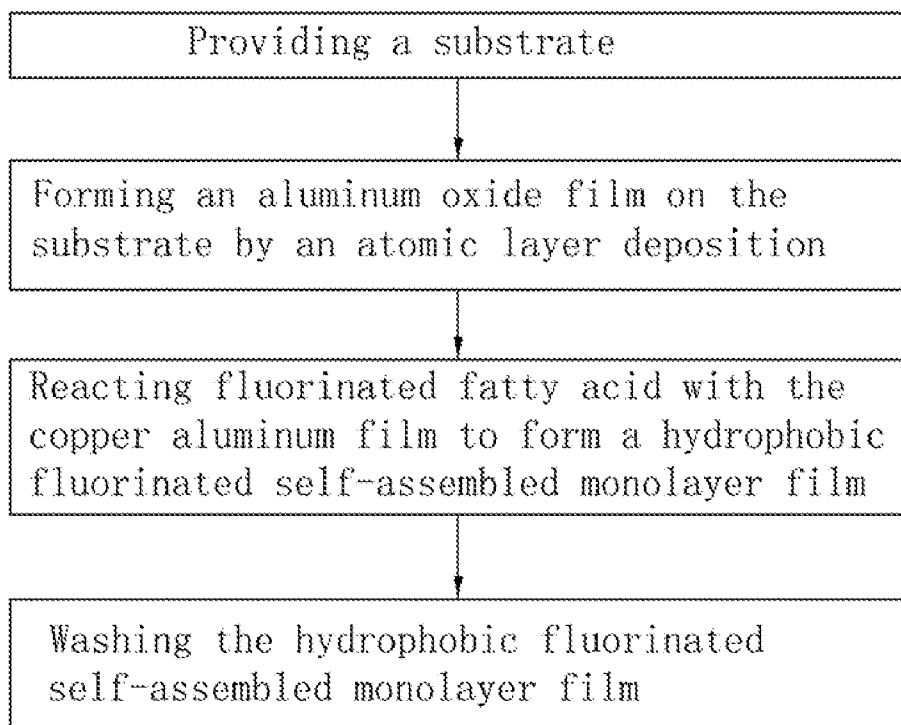 Providing a substrate
Forming an aluminum oxide film on the
substrate by an atomic layer deposition
Reacting fluorinated fatty acid with the
copper aluminum film to form a hydrophobic
fluorinated self-assembled monolayer film
Washing the hydrophobic fluorinated
self-assembled monolayer film